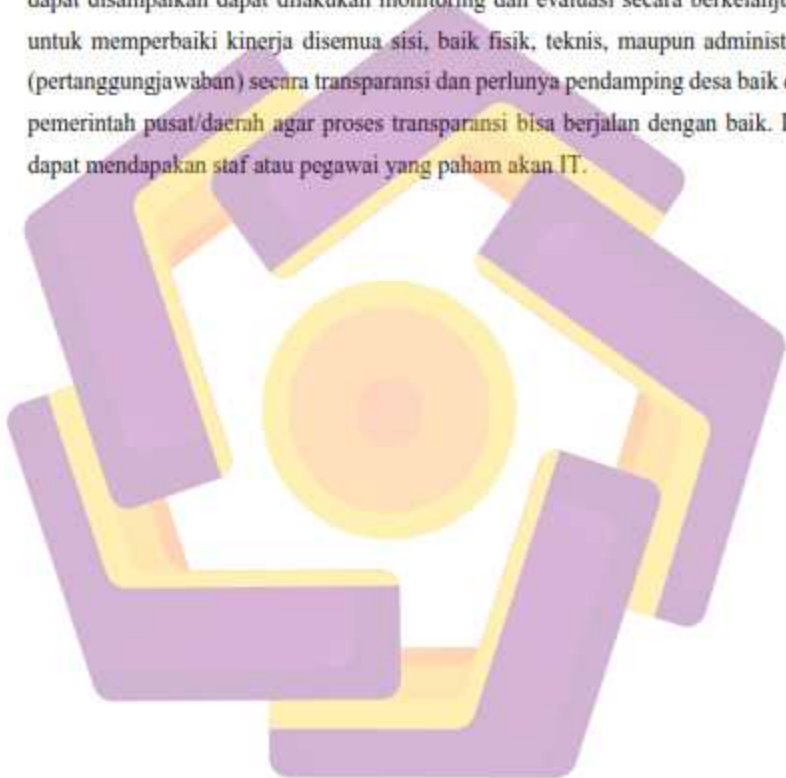 dapat disampaikan dapat dilakukan monitoring dan evaluasi secara
untuk memperbaiki kinerja disemua sisi, baik fisik, teknis, maupun
(pertanggungjawaban) secara transparansi dan perlunya pendamping desa baik
pemerintah pusat/daerah agar proses transparansi bisa berjalan dengan baik.
dapat mendapakan staf atau pegawai yang paham akan IT.